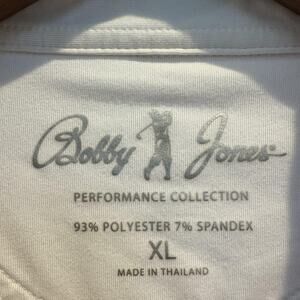 Bobby Jones
PERFORMANCE COLLECTION
93% POLYESTER 7% SPANDEX
XL
MADE IN THAILAND